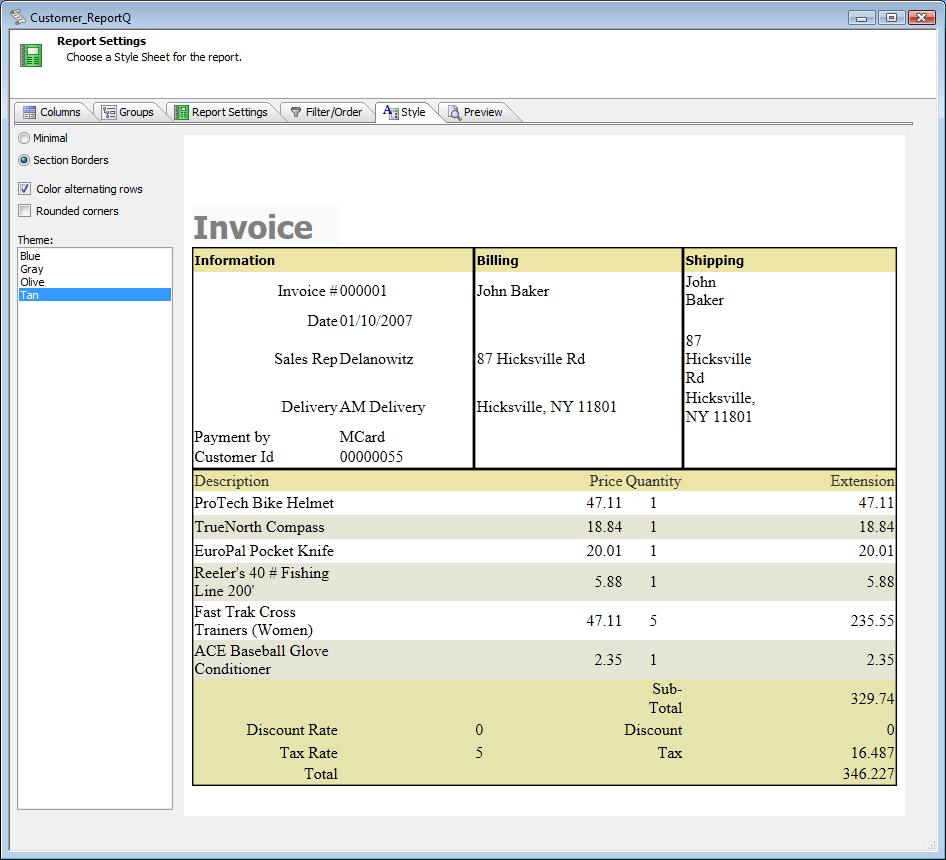 Customer_ReportQ
Report Settings
Choose a Style Sheet for the report.
Columns Groups Report Settings Filter/Order Style Preview
Minimal
Section Borders
Color alternating rows
Rounded corners
Theme:
Blue
Gray
Olive
Tan
Invoice
Information Billing Shipping
Invoice # 000001 John Baker John
Baker
Date 01/10/2007
Sales Rep Delanowitz 87 Hicksville Rd 87
Hicksville
Rd
Delivery AM Delivery Hicksville, NY 11801 Hicksville,
NY 11801
Payment by MCard
Customer Id 00000055
Description Price Quantity Extension
ProTech Bike Helmet 47.11 1 47.11
TrueNorth Compass 18.84 1 18.84
EuroPal Pocket Knife 20.01 1 20.01
Reeler's 40 # Fishing
Line 200' 5.88 1 5.88
Fast Trak Cross
Trainers (Women) 47.11 5 235.55
ACE Baseball Glove
Conditioner 2.35 1 2.35
Sub-
Total 329.74
Discount Rate 0 Discount 0
Tax Rate 5 Tax 16.487
Total 346.227